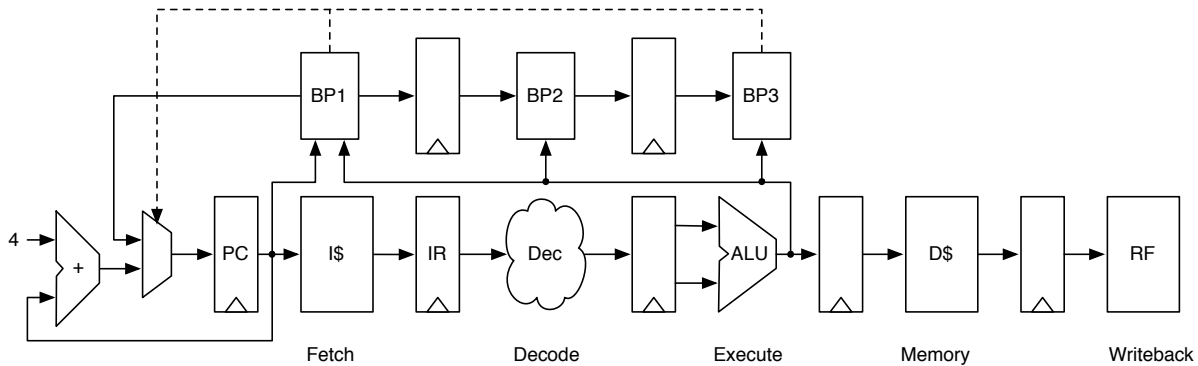 BP1 BP2 BP3
4 + PC I$ IR Dec ALU D$ RF
Fetch Decode Execute Memory Writeback